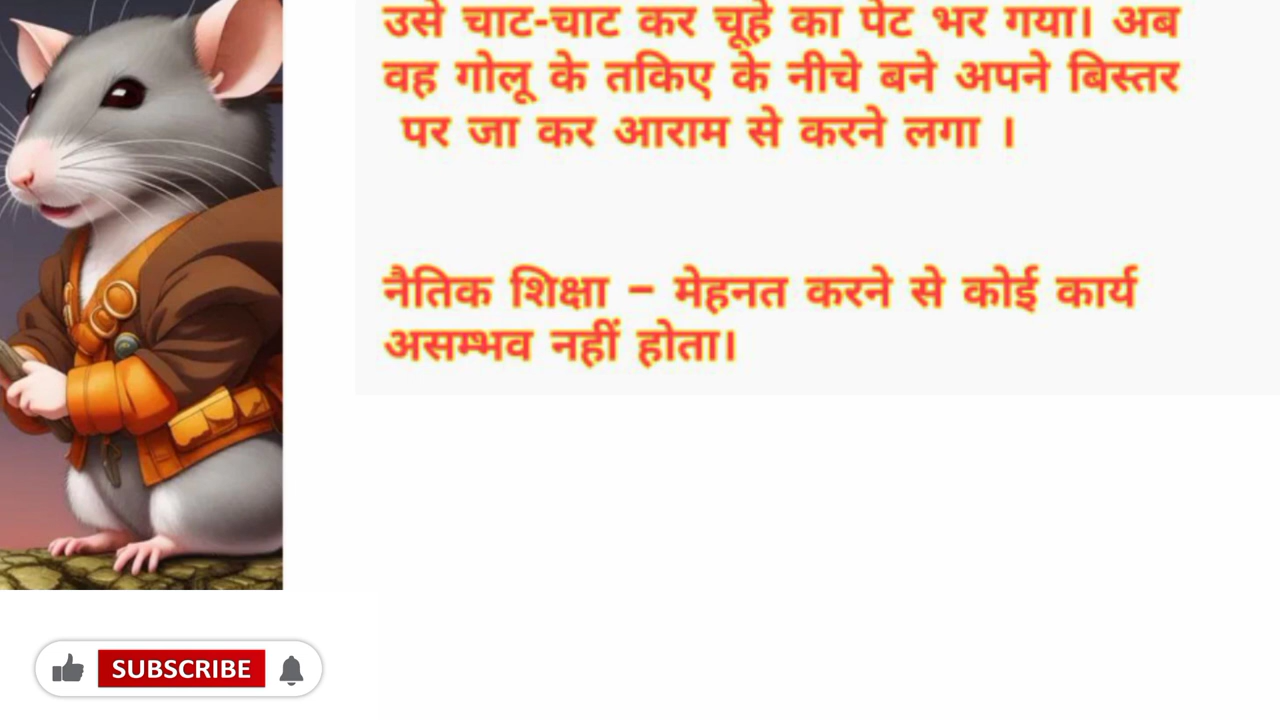 उसे चाट-चाट कर चूहे का पेट भर गया। अब
वह गोलू के तकिए के नीचे बने अपने बिस्तर
पर जा कर आराम से करने लगा ।
नैतिक शिक्षा – मेहनत करने से कोई कार्य
असम्भव नहीं होता।
SUBSCRIBE